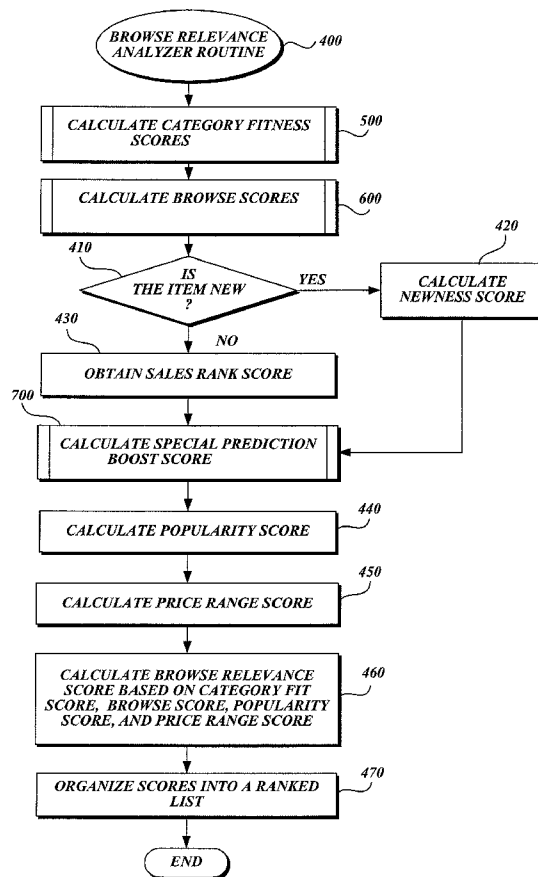 BROWSE RELEVANCE
ANALYZER ROUTINE
400
CALCULATE CATEGORY FITNESS
SCORES
500
CALCULATE BROWSE SCORES
600
410
IS
THE ITEM NEW
?
YES
420
CALCULATE
NEWNESS SCORE
NO
430
OBTAIN SALES RANK SCORE
700
CALCULATE SPECIAL PREDICTION
BOOST SCORE
CALCULATE POPULARITY SCORE
440
CALCULATE PRICE RANGE SCORE
450
CALCULATE BROWSE RELEVANCE
SCORE BASED ON CATEGORY FIT
SCORE, BROWSE SCORE, POPULARITY
SCORE, AND PRICE RANGE SCORE
460
ORGANIZE SCORES INTO A RANKED
LIST
470
END